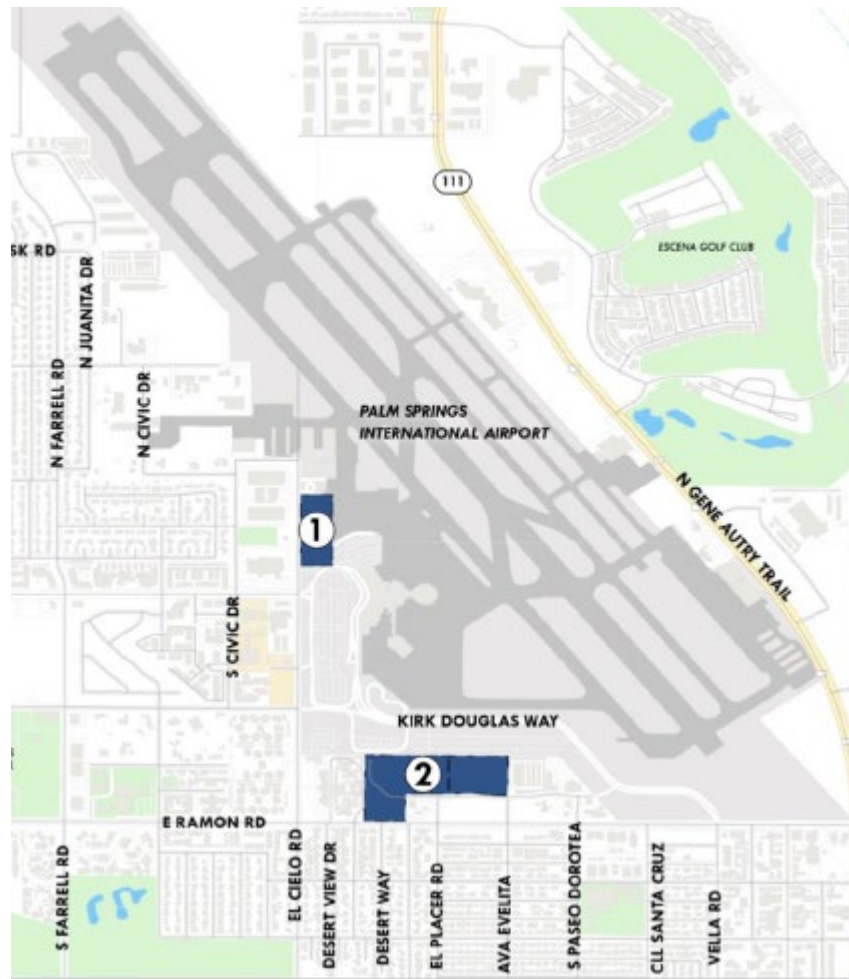 111
SK RD
ESCENA GOLF CLUB
N JUANITA DR
N FARRELL RD
N CIVIC DR
PALM SPRINGS
INTERNATIONAL AIRPORT
N GENE AUTRY TRAIL
1
S CIVIC DR
KIRK DOUGLAS WAY
2
E RAMON RD
S FARRELL RD
EL CIELO RD
DESERT VIEW DR
DESERT WAY
EL PLACER RD
AVA EVELITA
S PASEO DOROTEA
CLL SANTA CRUZ
VELLA RD